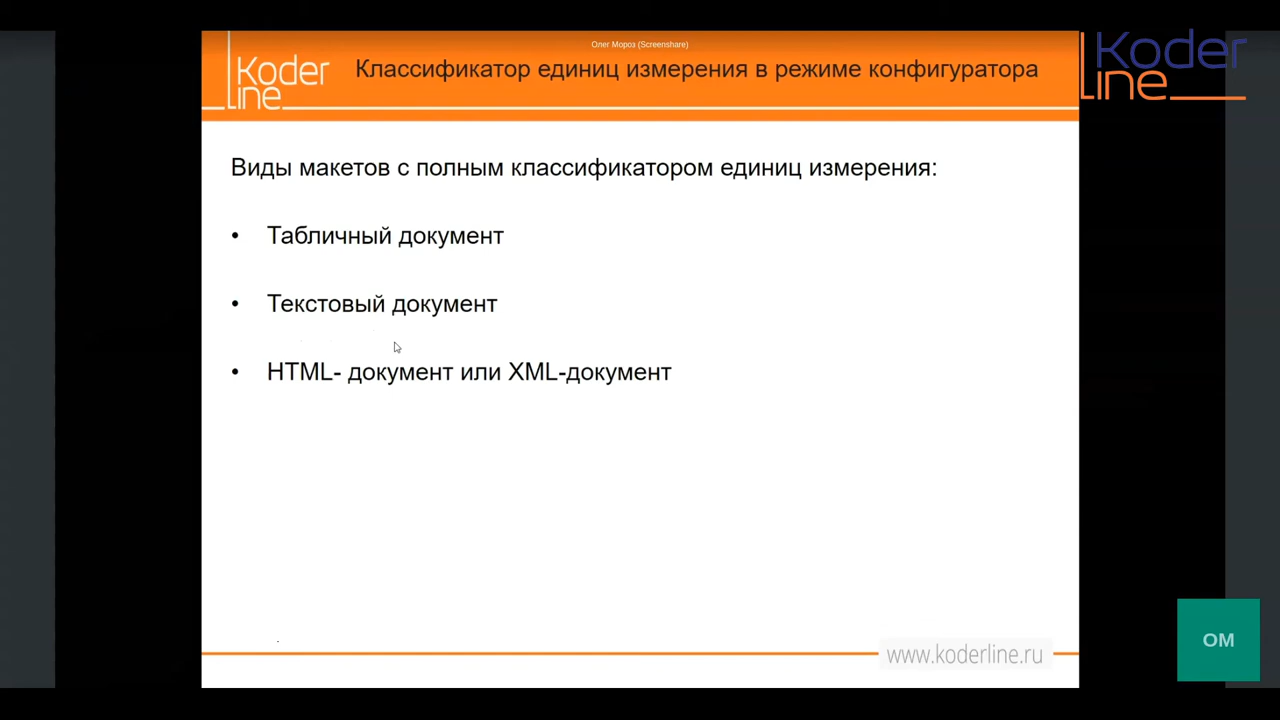 Олег Мороз (Screenshare)
Koder
line
Классификатор единиц измерения в режиме конфигуратора
Koder
line
Виды макетов с полным классификатором единиц измерения:
• Табличный документ
• Текстовый документ
• HTML- документ или XML-документ
ОМ
www.koderline.ru